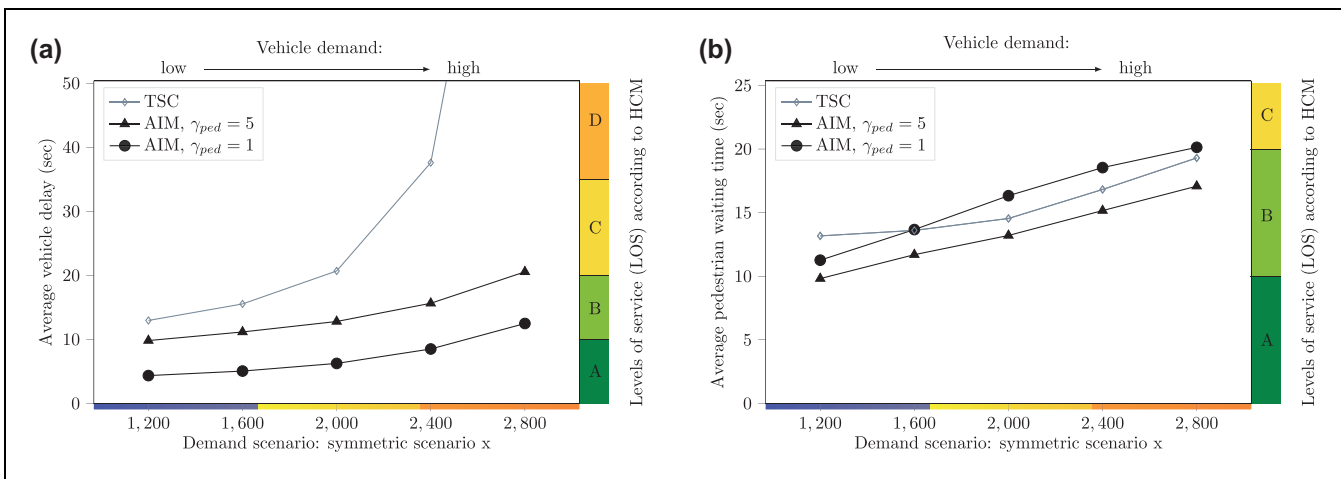 (a)
Vehicle demand:
low high
50
40
30
20
10
0
Average vehicle delay (sec)
TSC
AIM, γped = 5
AIM, γped = 1
D
C
B
A
Levels of service (LOS) according to HCM
1,200 1,600 2,000 2,400 2,800
Demand scenario: symmetric scenario x
(b)
Vehicle demand:
low high
25
20
15
10
5
0
Average pedestrian waiting time (sec)
TSC
AIM, γped = 5
AIM, γped = 1
C
B
A
Levels of service (LOS) according to HCM
1,200 1,600 2,000 2,400 2,800
Demand scenario: symmetric scenario x